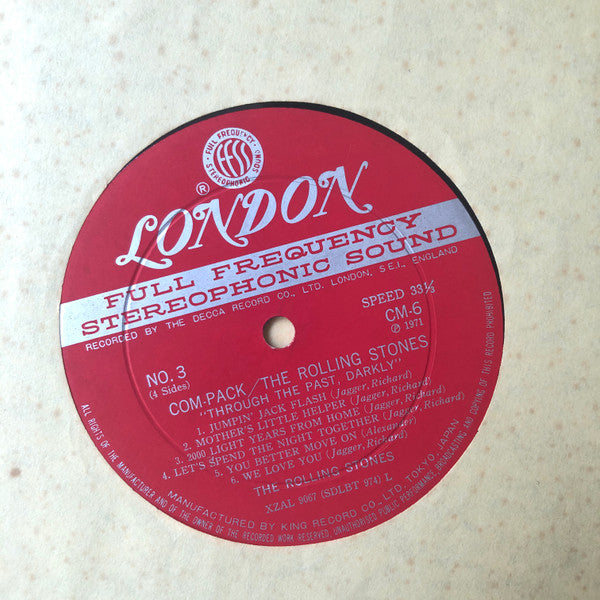 FULL FREQUENCY
ffss
STEREOPHONIC SOUND
®
LONDON
FULL FREQUENCY
STEREOPHONIC SOUND
RECORDED BY THE DECCA RECORD CO., LTD. LONDON, S.E.I., ENGLAND
SPEED 33⅓
CM-6
Ⓟ 1971
NO. 3
(4 Sides)
COM-PACK/THE ROLLING STONES
"THROUGH THE PAST, DARKLY"
1. JUMPIN' JACK FLASH (Jagger, Richard)
2. MOTHER'S LITTLE HELPER (Jagger, Richard)
3. 2000 LIGHT YEARS FROM HOME (Jagger, Richard)
4. LET'S SPEND THE NIGHT TOGETHER (Jagger, Richard)
5. YOU BETTER MOVE ON (Alexander)
6. WE LOVE YOU (Jagger, Richard)
THE ROLLING STONES
XZAL 9067 (SDLBT 974) L
MANUFACTURED BY KING RECORD CO., LTD., TOKYO, JAPAN.
ALL RIGHTS OF THE MANUFACTURER AND OF THE OWNER OF THE RECORDED WORK RESERVED. UNAUTHORISED PUBLIC PERFORMANCE, BROADCASTING AND COPYING OF THIS RECORD PROHIBITED